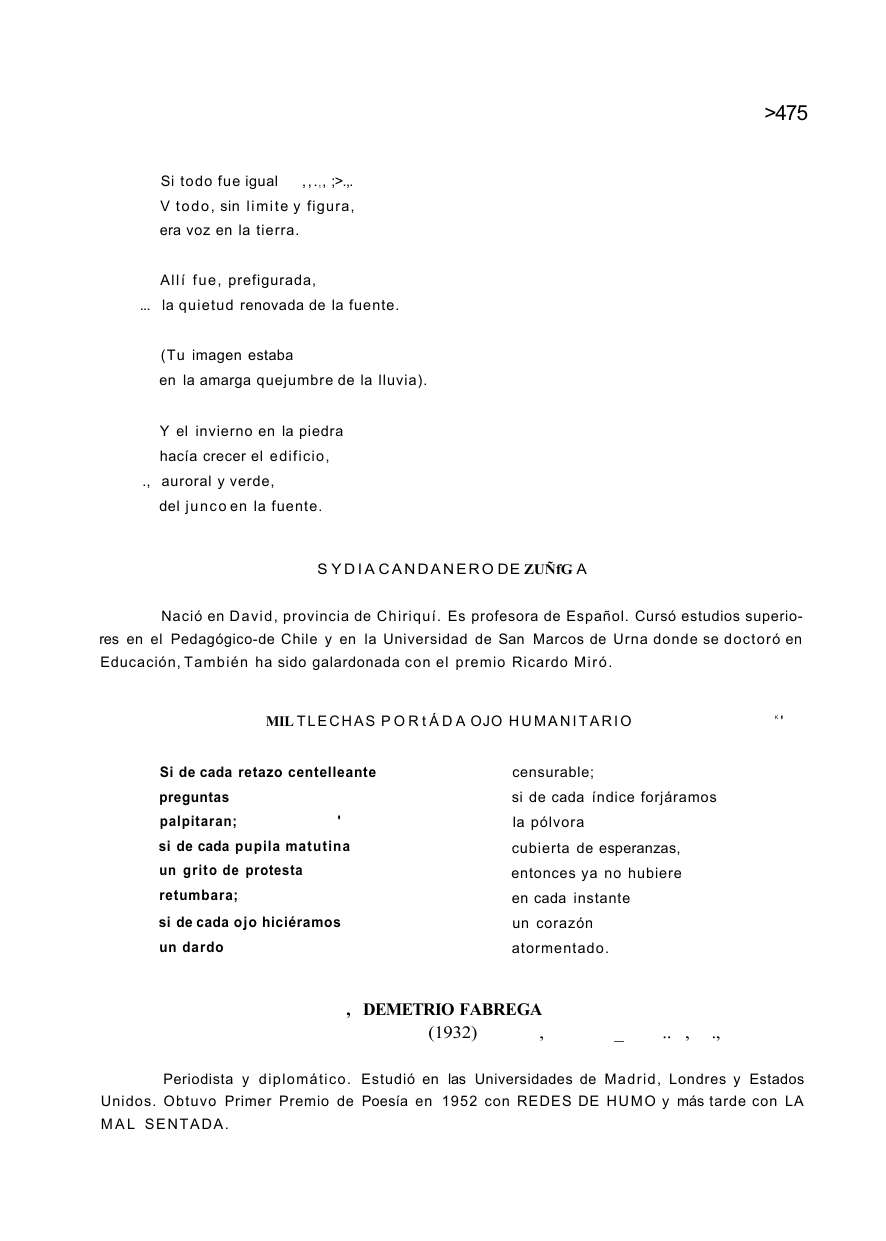 >475
Si todo fue igual ,,..,, ;>.,.
V todo, sin limite y figura,
era voz en la tierra.
Allí fue, prefigurada,
... la quietud renovada de la fuente.
(Tu imagen estaba
en la amarga quejumbre de la lluvia).
Y el invierno en la piedra
hacía crecer el edificio,
., auroral y verde,
del junco en la fuente.
SYDIA CANDANERO DE ZUÑfGA
Nació en David, provincia de Chiriquí. Es profesora de Español. Cursó estudios superio-
res en el Pedagógico-de Chile y en la Universidad de San Marcos de Urna donde se doctoró en
Educación, También ha sido galardonada con el premio Ricardo Miró.
MIL TLECHAS PORtÁDA OJO HUMANITARIO K'
Si de cada retazo centelleante
preguntas
palpitaran; '
si de cada pupila matutina
un grito de protesta
retumbara;
si de cada ojo hiciéramos
un dardo
censurable;
si de cada índice forjáramos
la pólvora
cubierta de esperanzas,
entonces ya no hubiere
en cada instante
un corazón
atormentado.
, DEMETRIO FABREGA
(1932) , _ .. , .,
Periodista y diplomático. Estudió en las Universidades de Madrid, Londres y Estados
Unidos. Obtuvo Primer Premio de Poesía en 1952 con REDES DE HUMO y más tarde con LA
MAL SENTADA.